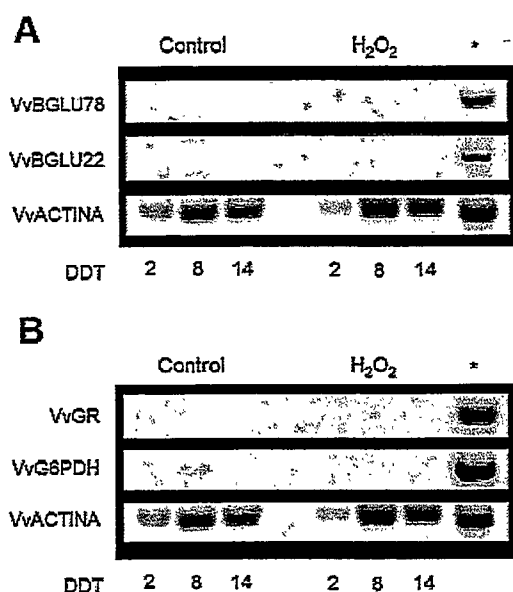 A
Control H₂O₂ * -
VvBGLU78
VvBGLU22
VvACTINA
DDT 2 8 14 2 8 14
B
Control H₂O₂ *
VvGR
VvG6PDH
VvACTINA
DDT 2 8 14 2 8 14